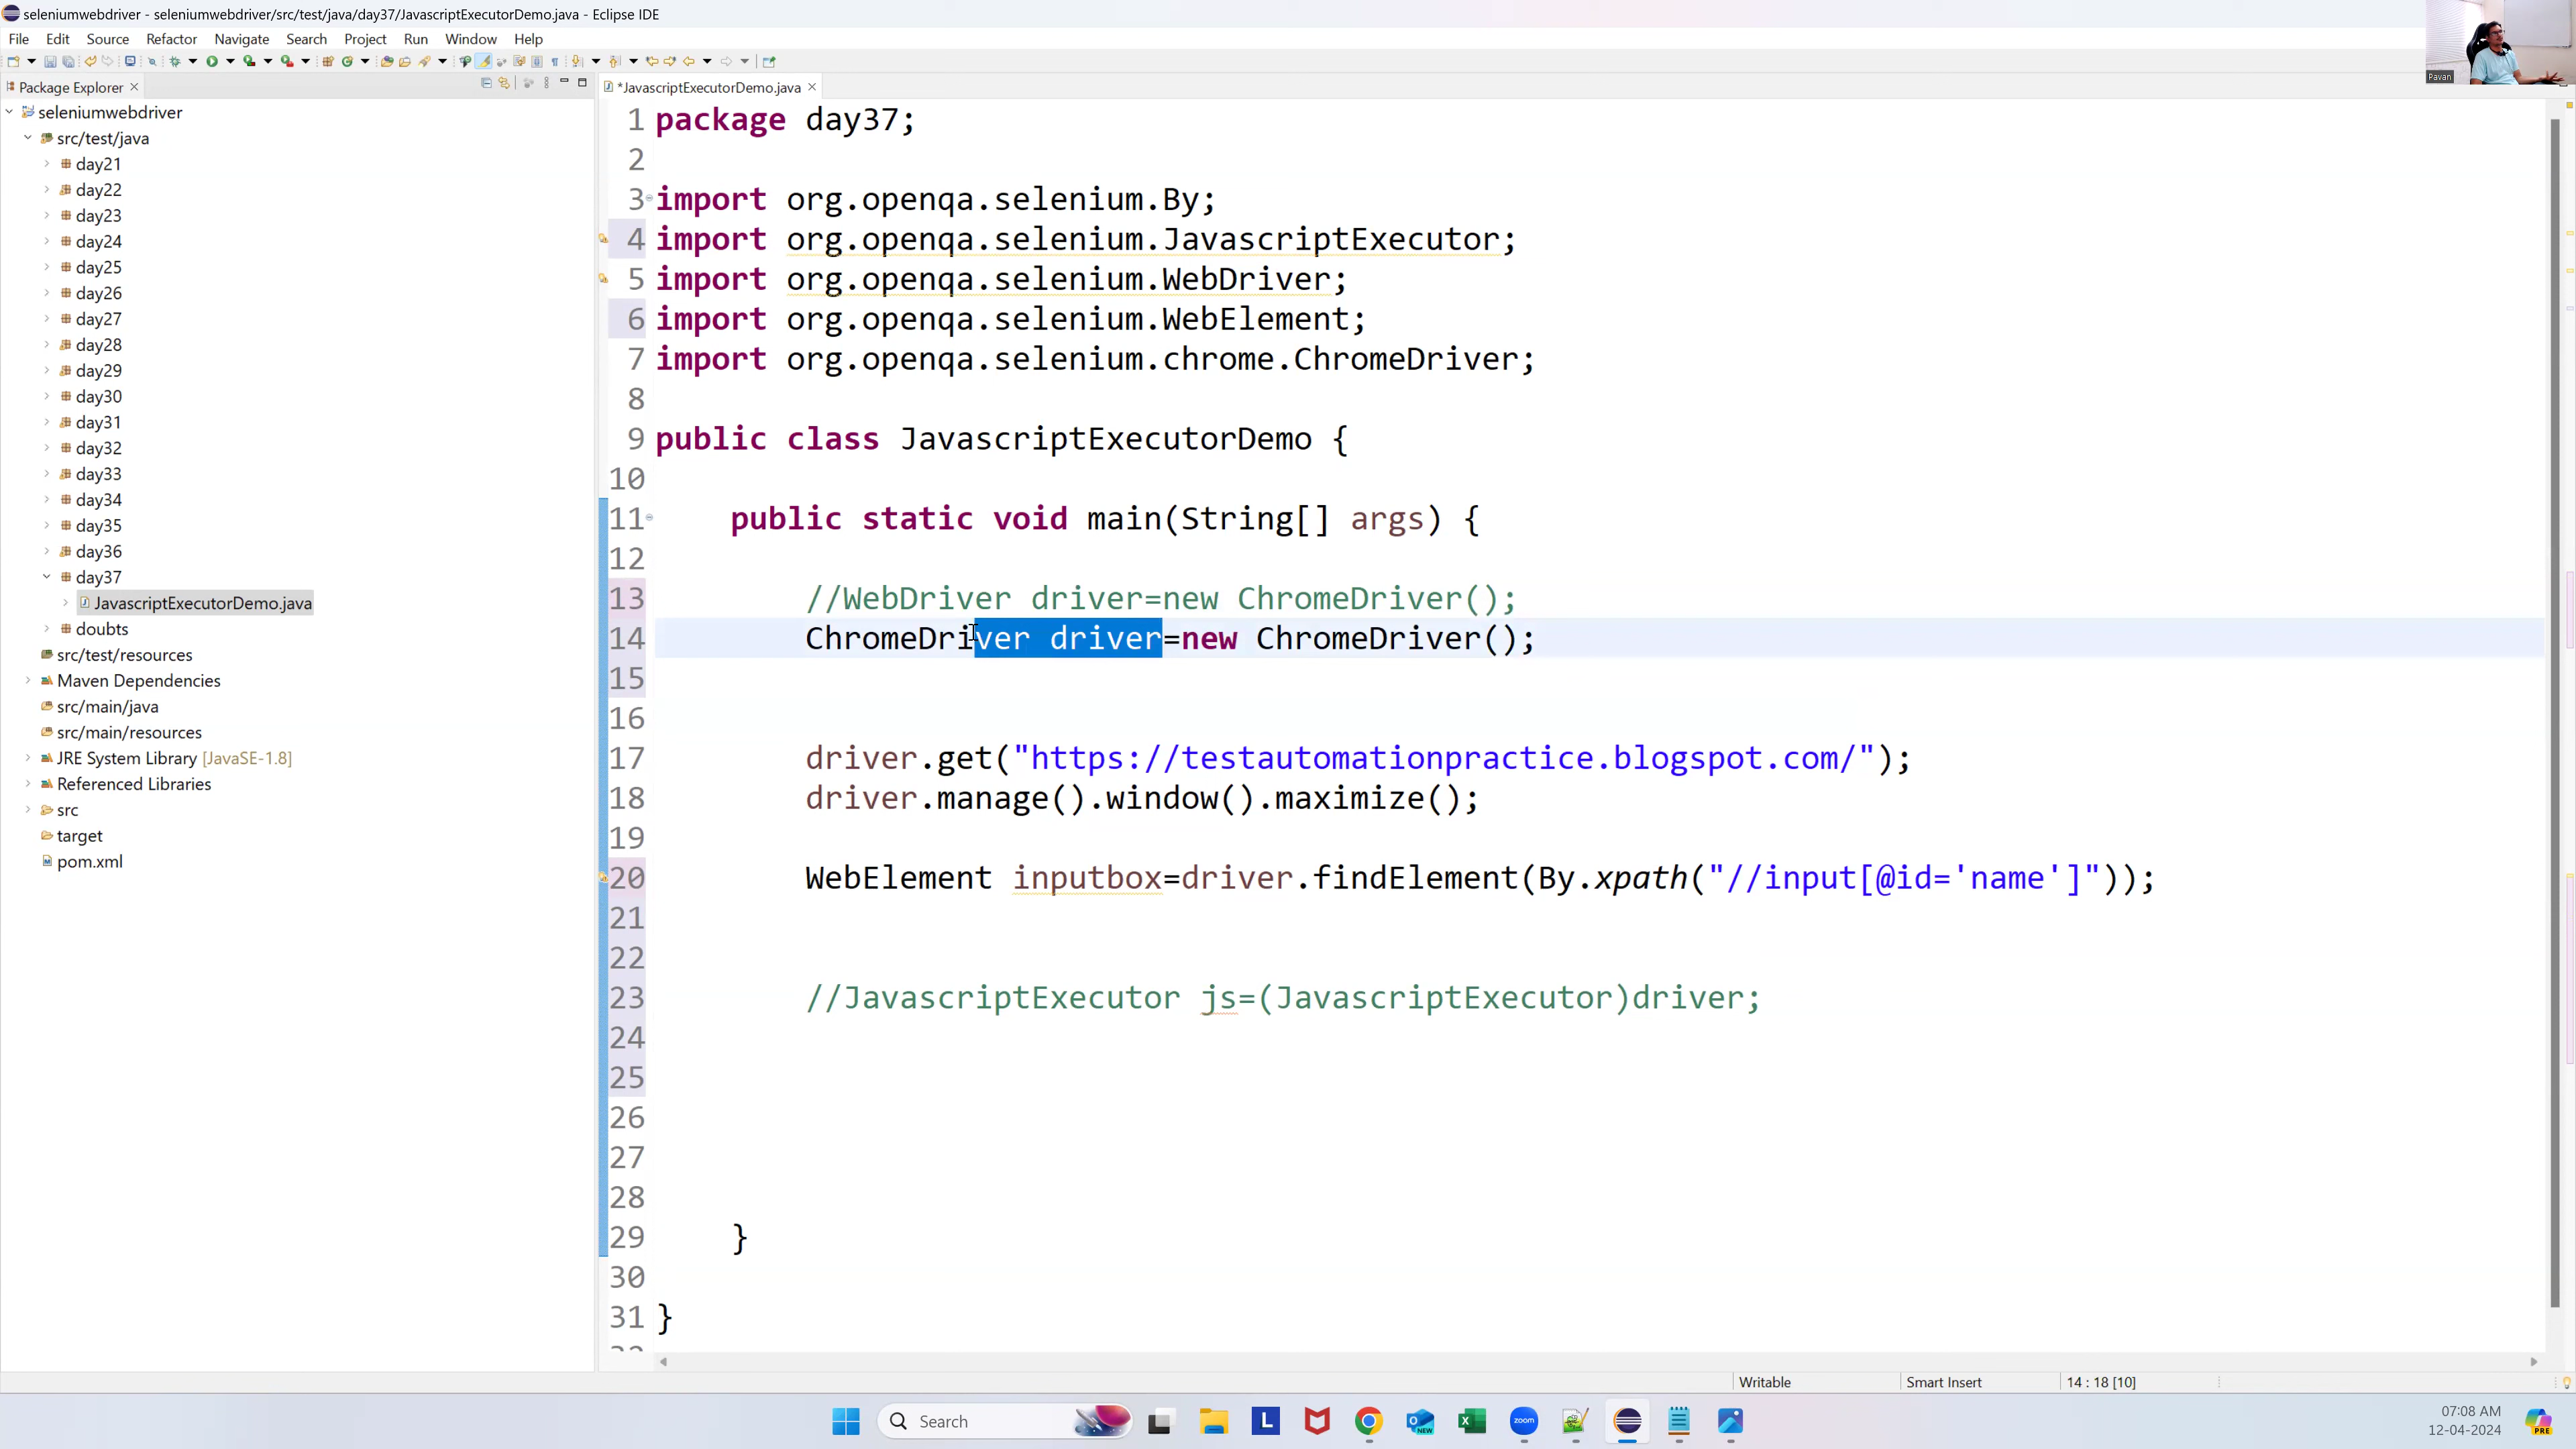 seleniumwebdriver - seleniumwebdriver/src/test/java/day37/JavascriptExecutorDemo.java - Eclipse IDE
File Edit Source Refactor Navigate Search Project Run Window Help
Pavan
Package Explorer
*JavascriptExecutorDemo.java
seleniumwebdriver
src/test/java
day21
day22
day23
day24
day25
day26
day27
day28
day29
day30
day31
day32
day33
day34
day35
day36
day37
JavascriptExecutorDemo.java
doubts
src/test/resources
Maven Dependencies
src/main/java
src/main/resources
JRE System Library [JavaSE-1.8]
Referenced Libraries
src
target
pom.xml
1 package day37;
2
3 import org.openqa.selenium.By;
4 import org.openqa.selenium.JavascriptExecutor;
5 import org.openqa.selenium.WebDriver;
6 import org.openqa.selenium.WebElement;
7 import org.openqa.selenium.chrome.ChromeDriver;
8
9 public class JavascriptExecutorDemo {
10
11 public static void main(String[] args) {
12
13 //WebDriver driver=new ChromeDriver();
14 ChromeDriver driver=new ChromeDriver();
15
16
17 driver.get("https://testautomationpractice.blogspot.com/");
18 driver.manage().window().maximize();
19
20 WebElement inputbox=driver.findElement(By.xpath("//input[@id='name']"));
21
22
23 //JavascriptExecutor js=(JavascriptExecutor)driver;
24
25
26
27
28
29 }
30
31 }
Writable
Smart Insert
14 : 18 [10]
Search
L
NEW
zoom
07:08 AM
12-04-2024
PRE